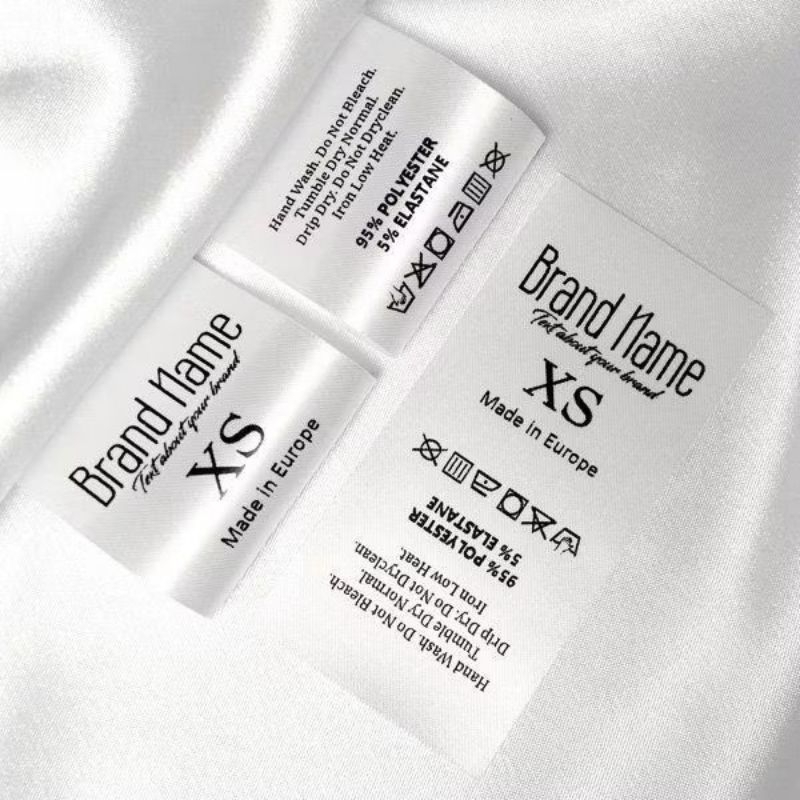 Hand Wash. Do Not Bleach.
Tumble Dry Normal.
Drip Dry. Do Not Dryclean.
Iron Low Heat.
95% POLYESTER
5% ELASTANE
Brand Name
Text about your brand
XS
Made in Europe
Brand Name
Text about your brand
XS
Made in Europe
95% POLYESTER
5% ELASTANE
Hand Wash. Do Not Bleach.
Tumble Dry Normal.
Drip Dry. Do Not Dryclean.
Iron Low Heat.